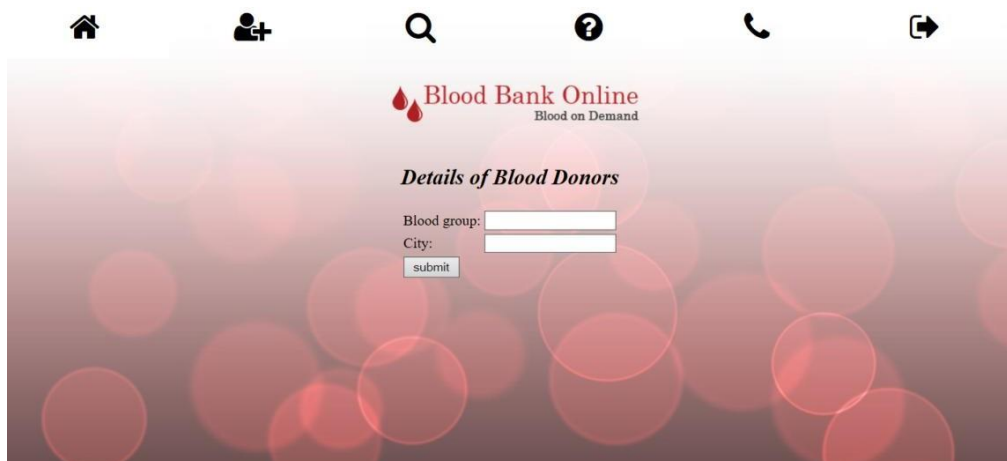 Blood Bank Online
Blood on Demand
Details of Blood Donors
Blood group:
City:
submit